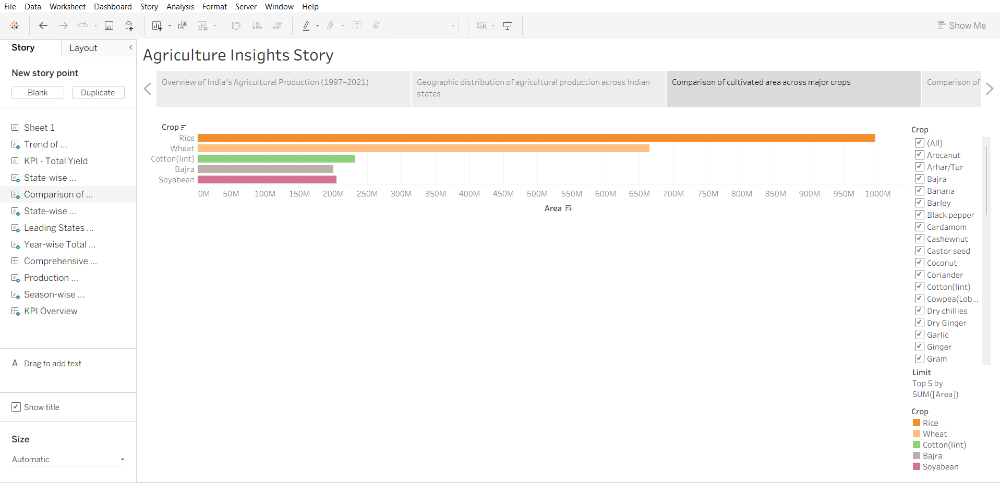 File Data Worksheet Dashboard Story Analysis Format Server Window Help
Show Me
Story
Layout
New story point
Blank
Duplicate
Sheet 1
Trend of ...
KPI - Total Yield
State-wise ...
Comparison of ...
State-wise ...
Leading States ...
Year-wise Total ...
Comprehensive ...
Production ...
Season-wise ...
KPI Overview
A Drag to add text
Show title
Size
Automatic
Agriculture Insights Story
Overview of India's Agricultural Production (1997–2021)
Geographic distribution of agricultural production across Indian
states.
Comparison of cultivated area across major crops
Comparison of
Crop
Rice
Wheat
Cotton(lint)
Bajra
Soyabean
0M 50M 100M 150M 200M 250M 300M 350M 400M 450M 500M 550M 600M 650M 700M 750M 800M 850M 900M 950M 1000M
Area
Crop
(All)
Arecanut
Arhar/Tur
Bajra
Banana
Barley
Black pepper
Cardamom
Cashewnut
Castor seed
Coconut
Coriander
Cotton(lint)
Cowpea(Lob...
Dry chillies
Dry Ginger
Garlic
Ginger
Gram
Limit
Top 5 by
SUM([Area])
Crop
Rice
Wheat
Cotton(lint)
Bajra
Soyabean